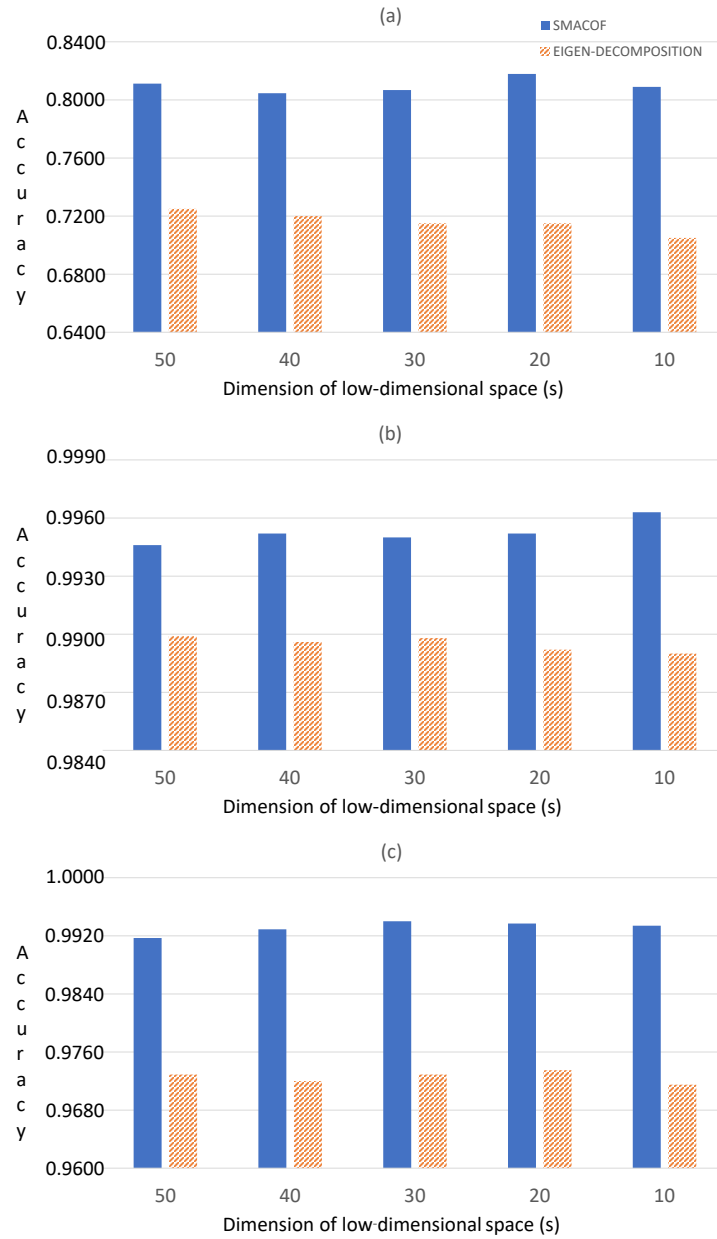 (a)
SMACOF
EIGEN-DECOMPOSITION
0.8400
0.8000
0.7600
0.7200
0.6800
0.6400
Accuracy
50 40 30 20 10
Dimension of low-dimensional space (s)
(b)
0.9990
0.9960
0.9930
0.9900
0.9870
0.9840
Accuracy
50 40 30 20 10
Dimension of low-dimensional space (s)
(c)
1.0000
0.9920
0.9840
0.9760
0.9680
0.9600
Accuracy
50 40 30 20 10
Dimension of low-dimensional space (s)